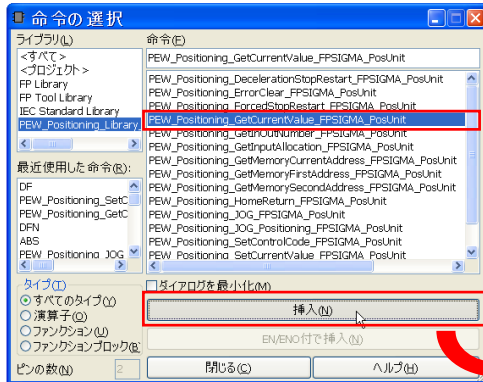 命令の選択
ライブラリ(L)
<すべて>
<プロジェクト>
FP Library
FP Tool Library
IEC Standard Library
PEW_Positioning_Library
最近使用した命令(R):
DF
PEW_Positioning_SetC
PEW_Positioning_GetC
DFN
ABS
PEW_Positioning_JOG
タイプ(T)
すべてのタイプ(Y)
演算子(O)
ファンクション(U)
ファンクションブロック(B)
ピンの数(N)
2
命令(F)
PEW_Positioning_GetCurrentValue_FPSIGMA_PosUnit
PEW_Positioning_DecelerationStopRestart_FPSIGMA_PosUnit
PEW_Positioning_ErrorClear_FPSIGMA_PosUnit
PEW_Positioning_ForcedStopRestart_FPSIGMA_PosUnit
PEW_Positioning_GetCurrentValue_FPSIGMA_PosUnit
PEW_Positioning_GetInOutNumber_FPSIGMA_PosUnit
PEW_Positioning_GetInputAllocation_FPSIGMA_PosUnit
PEW_Positioning_GetMemoryCurrentAddress_FPSIGMA_PosUnit
PEW_Positioning_GetMemoryFirstAddress_FPSIGMA_PosUnit
PEW_Positioning_GetMemorySecondAddress_FPSIGMA_PosUnit
PEW_Positioning_HomeReturn_FPSIGMA_PosUnit
PEW_Positioning_JOG_FPSIGMA_PosUnit
PEW_Positioning_JOG_Positioning_FPSIGMA_PosUnit
PEW_Positioning_SetControlCode_FPSIGMA_PosUnit
PEW_Positioning_SetCurrentValue_FPSIGMA_PosUnit
ダイアログを最小化(M)
挿入(N)
EN/ENO付で挿入(N)
閉じる(C)
ヘルプ(H)